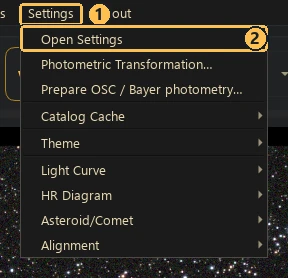 s Settings 1 out
Open Settings 2
Photometric Transformation...
Prepare OSC / Bayer photometry...
Catalog Cache
Theme
Light Curve
HR Diagram
Asteroid/Comet
Alignment